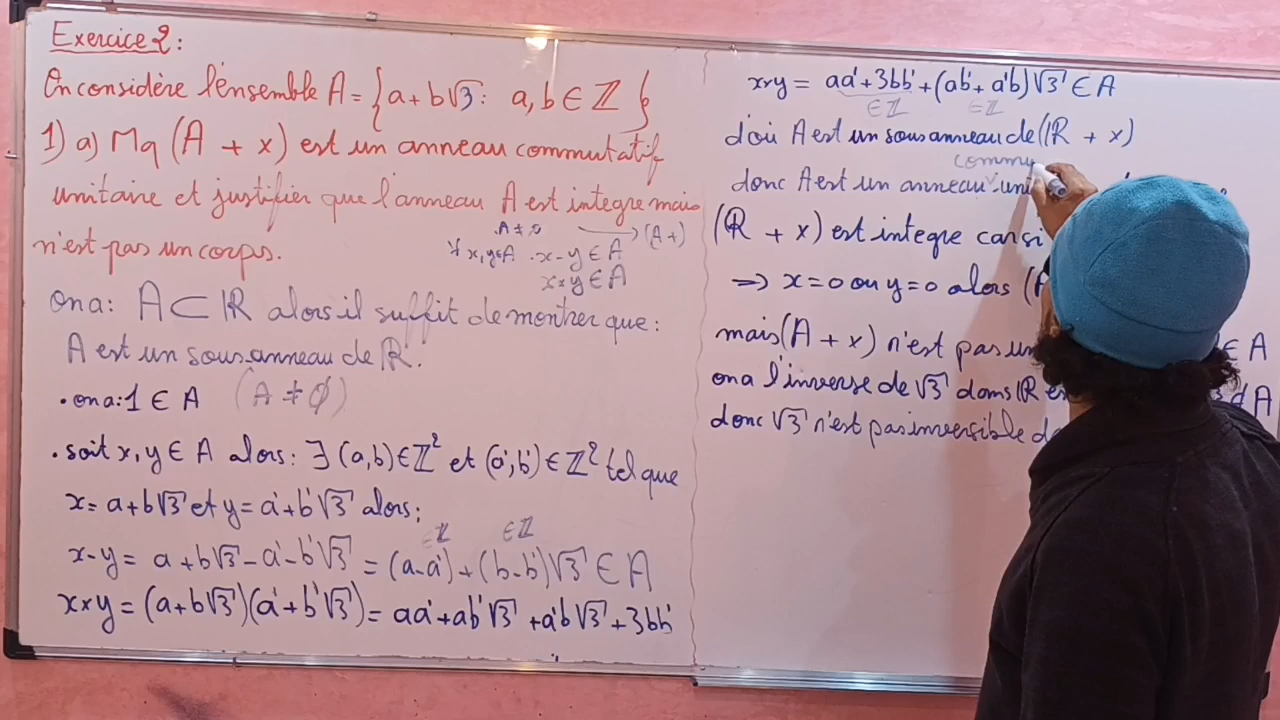 Exercice 2:
On considère l'énsemble A = {a+b√3 : a,b ∈ ℤ}
1) a) Mq (A + x) est un anneau commutatif
unitaire et justifier que l'anneau A est integre mais
n'est pas un corps.
A ≠ ∅ → (A +)
∀ x,y ∈ A . x-y ∈ A
x×y ∈ A
on a: A ⊂ ℝ alors il suffit de montrer que :
A est un sous anneau de ℝ.
• on a: 1 ∈ A (A ≠ ∅)
• soit x,y ∈ A alors: ∃ (a,b) ∈ ℤ² et (a',b') ∈ ℤ² tel que
x = a+b√3 et y = a'+b'√3 alors;
∈ℤ ∈ℤ
x-y = a+b√3-a'-b'√3 = (a-a') + (b-b')√3 ∈ A
x×y = (a+b√3)(a'+b'√3) = aa'+ab'√3 +a'b√3+3bb'
x×y = aa'+3bb'+(ab'+a'b)√3 ∈ A
∈ℤ ∈ℤ
d'où A est un sous anneau de (ℝ + x)
commu
donc A est un anneau uni
(ℝ + x) est integre car si
⇒ x=0 ou y=0 alors
mais (A + x) n'est pas un ∈ A
on a l'inverse de √3 dans ℝ A
donc √3 n'est pas inversible